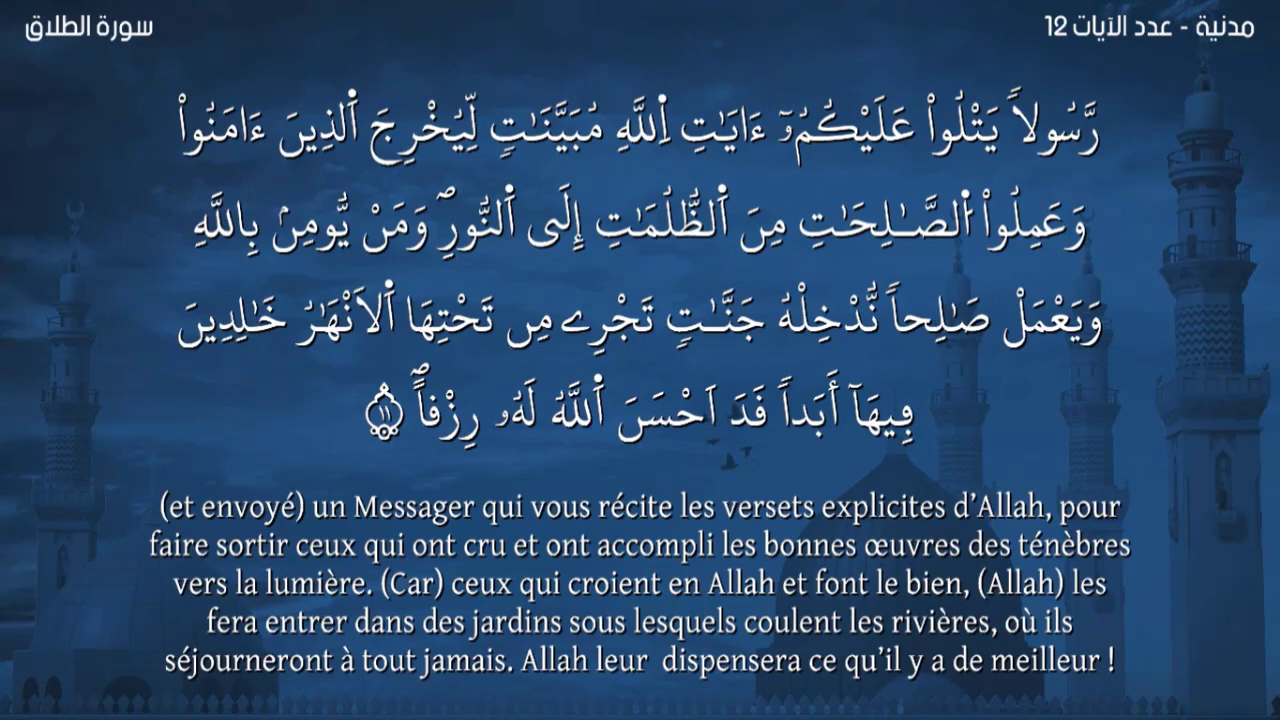 مدنية - عدد الآيات 12
سورة الطلاق
رَّسُولاٗ يَتْلُواْ عَلَيْكُمُۥٓ ءَايَٰتِ اِ۬للَّهِ مُبَيَّنَٰتٖ لِّيُخْرِجَ اَ۬لذِينَ ءَامَنُواْ
وَعَمِلُواْ اُ۬لصَّٰلِحَٰتِ مِنَ اَ۬لظُّلُمَٰتِ إِلَي اَ۬لنُّورِۖ وَمَنْ يُّومِنۢ بِاللَّهِ
وَيَعْمَلْ صَٰلِحاٗ نُّدْخِلْهُ جَنَّٰتٖ تَجْرِے مِن تَحْتِهَا اَ۬لَانْهَٰرُ خَٰلِدِينَ
فِيهَآ أَبَداٗ قَدَ اَحْسَنَ اَ۬للَّهُ لَهُۥ رِزْقاًۖ ۝١١
(et envoyé) un Messager qui vous récite les versets explicites d’Allah, pour
faire sortir ceux qui ont cru et ont accompli les bonnes œuvres des ténèbres
vers la lumière. (Car) ceux qui croient en Allah et font le bien, (Allah) les
fera entrer dans des jardins sous lesquels coulent les rivières, où ils
séjourneront à tout jamais. Allah leur  dispensera ce qu’il y a de meilleur !